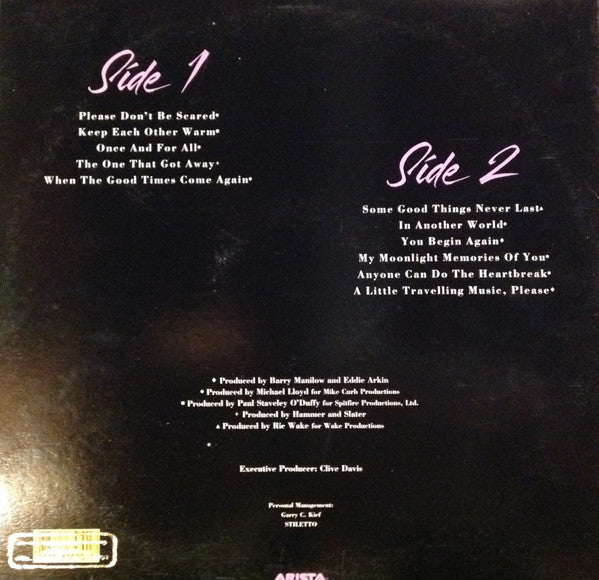 Side 1
Please Don't Be Scared
Keep Each Other Warm
Once And For All
The One That Got Away
When The Good Times Come Again
Side 2
Some Good Things Never Last
In Another World
You Begin Again
My Moonlight Memories Of You
Anyone Can Do The Heartbreak
A Little Travelling Music, Please
Produced by Barry Manilow and Eddie Arkin
Produced by Michael Lloyd for Mike Curb Productions
Produced by Paul Staveley O'Duffy for Spitfire Productions, Ltd.
Produced by Hammer and Slater
Produced by Ric Wake for Wake Productions
Executive Producer: Clive Davis
Personal Management:
Garry C. Kief
STILETTO
ARISTA